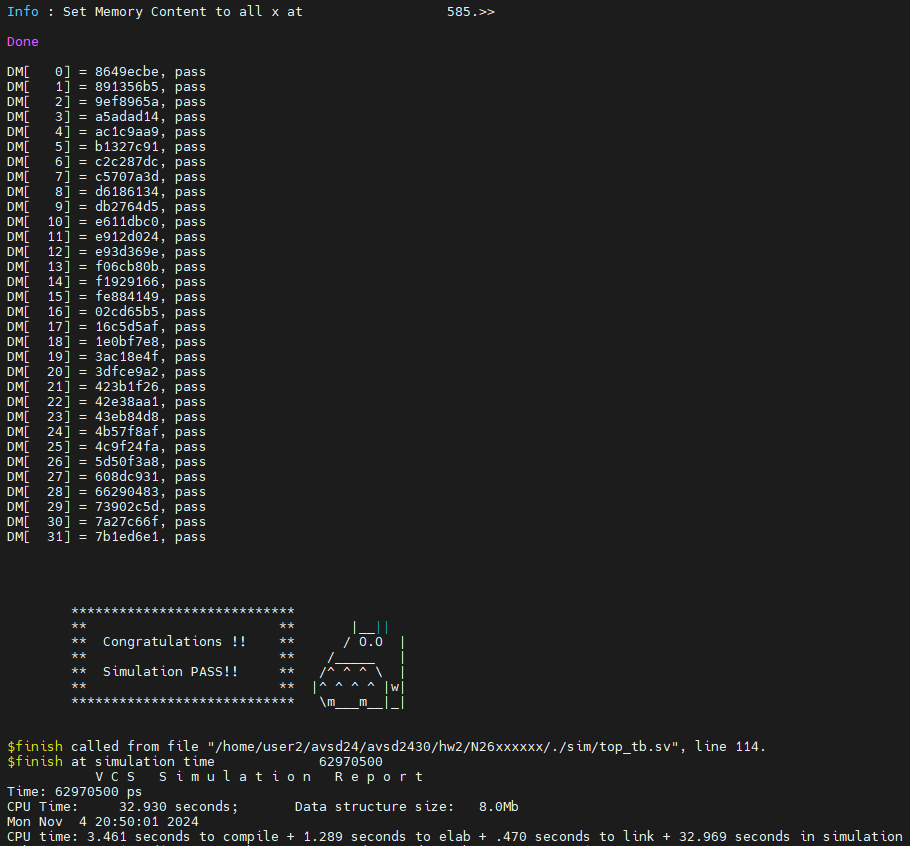 Info : Set Memory Content to all x at                  585.>>
Done
DM[   0] = 8649ecbe, pass
DM[   1] = 891356b5, pass
DM[   2] = 9ef8965a, pass
DM[   3] = a5adad14, pass
DM[   4] = ac1c9aa9, pass
DM[   5] = b1327c91, pass
DM[   6] = c2c287dc, pass
DM[   7] = c5707a3d, pass
DM[   8] = d6186134, pass
DM[   9] = db2764d5, pass
DM[  10] = e611dbc0, pass
DM[  11] = e912d024, pass
DM[  12] = e93d369e, pass
DM[  13] = f06cb80b, pass
DM[  14] = f1929166, pass
DM[  15] = fe884149, pass
DM[  16] = 02cd65b5, pass
DM[  17] = 16c5d5af, pass
DM[  18] = 1e0bf7e8, pass
DM[  19] = 3ac18e4f, pass
DM[  20] = 3dfce9a2, pass
DM[  21] = 423b1f26, pass
DM[  22] = 42e38aa1, pass
DM[  23] = 43eb84d8, pass
DM[  24] = 4b57f8af, pass
DM[  25] = 4c9f24fa, pass
DM[  26] = 5d50f3a8, pass
DM[  27] = 608dc931, pass
DM[  28] = 66290483, pass
DM[  29] = 73902c5d, pass
DM[  30] = 7a27c66f, pass
DM[  31] = 7b1ed6e1, pass
        ****************************
        **                        **       |__||
        **  Congratulations !!    **      / O.O  |
        **                        **    /_____   |
        **  Simulation PASS!!     **   /^ ^ ^ \  |
        **                        **  |^ ^ ^ ^ |w|
        ****************************   \m___m__|_|
$finish called from file "/home/user2/avsd24/avsd2430/hw2/N26xxxxxx/./sim/top_tb.sv", line 114.
$finish at simulation time             62970500
           V C S   S i m u l a t i o n   R e p o r t
Time: 62970500 ps
CPU Time:     32.930 seconds;       Data structure size:   8.0Mb
Mon Nov  4 20:50:01 2024
CPU time: 3.461 seconds to compile + 1.289 seconds to elab + .470 seconds to link + 32.969 seconds in simulation